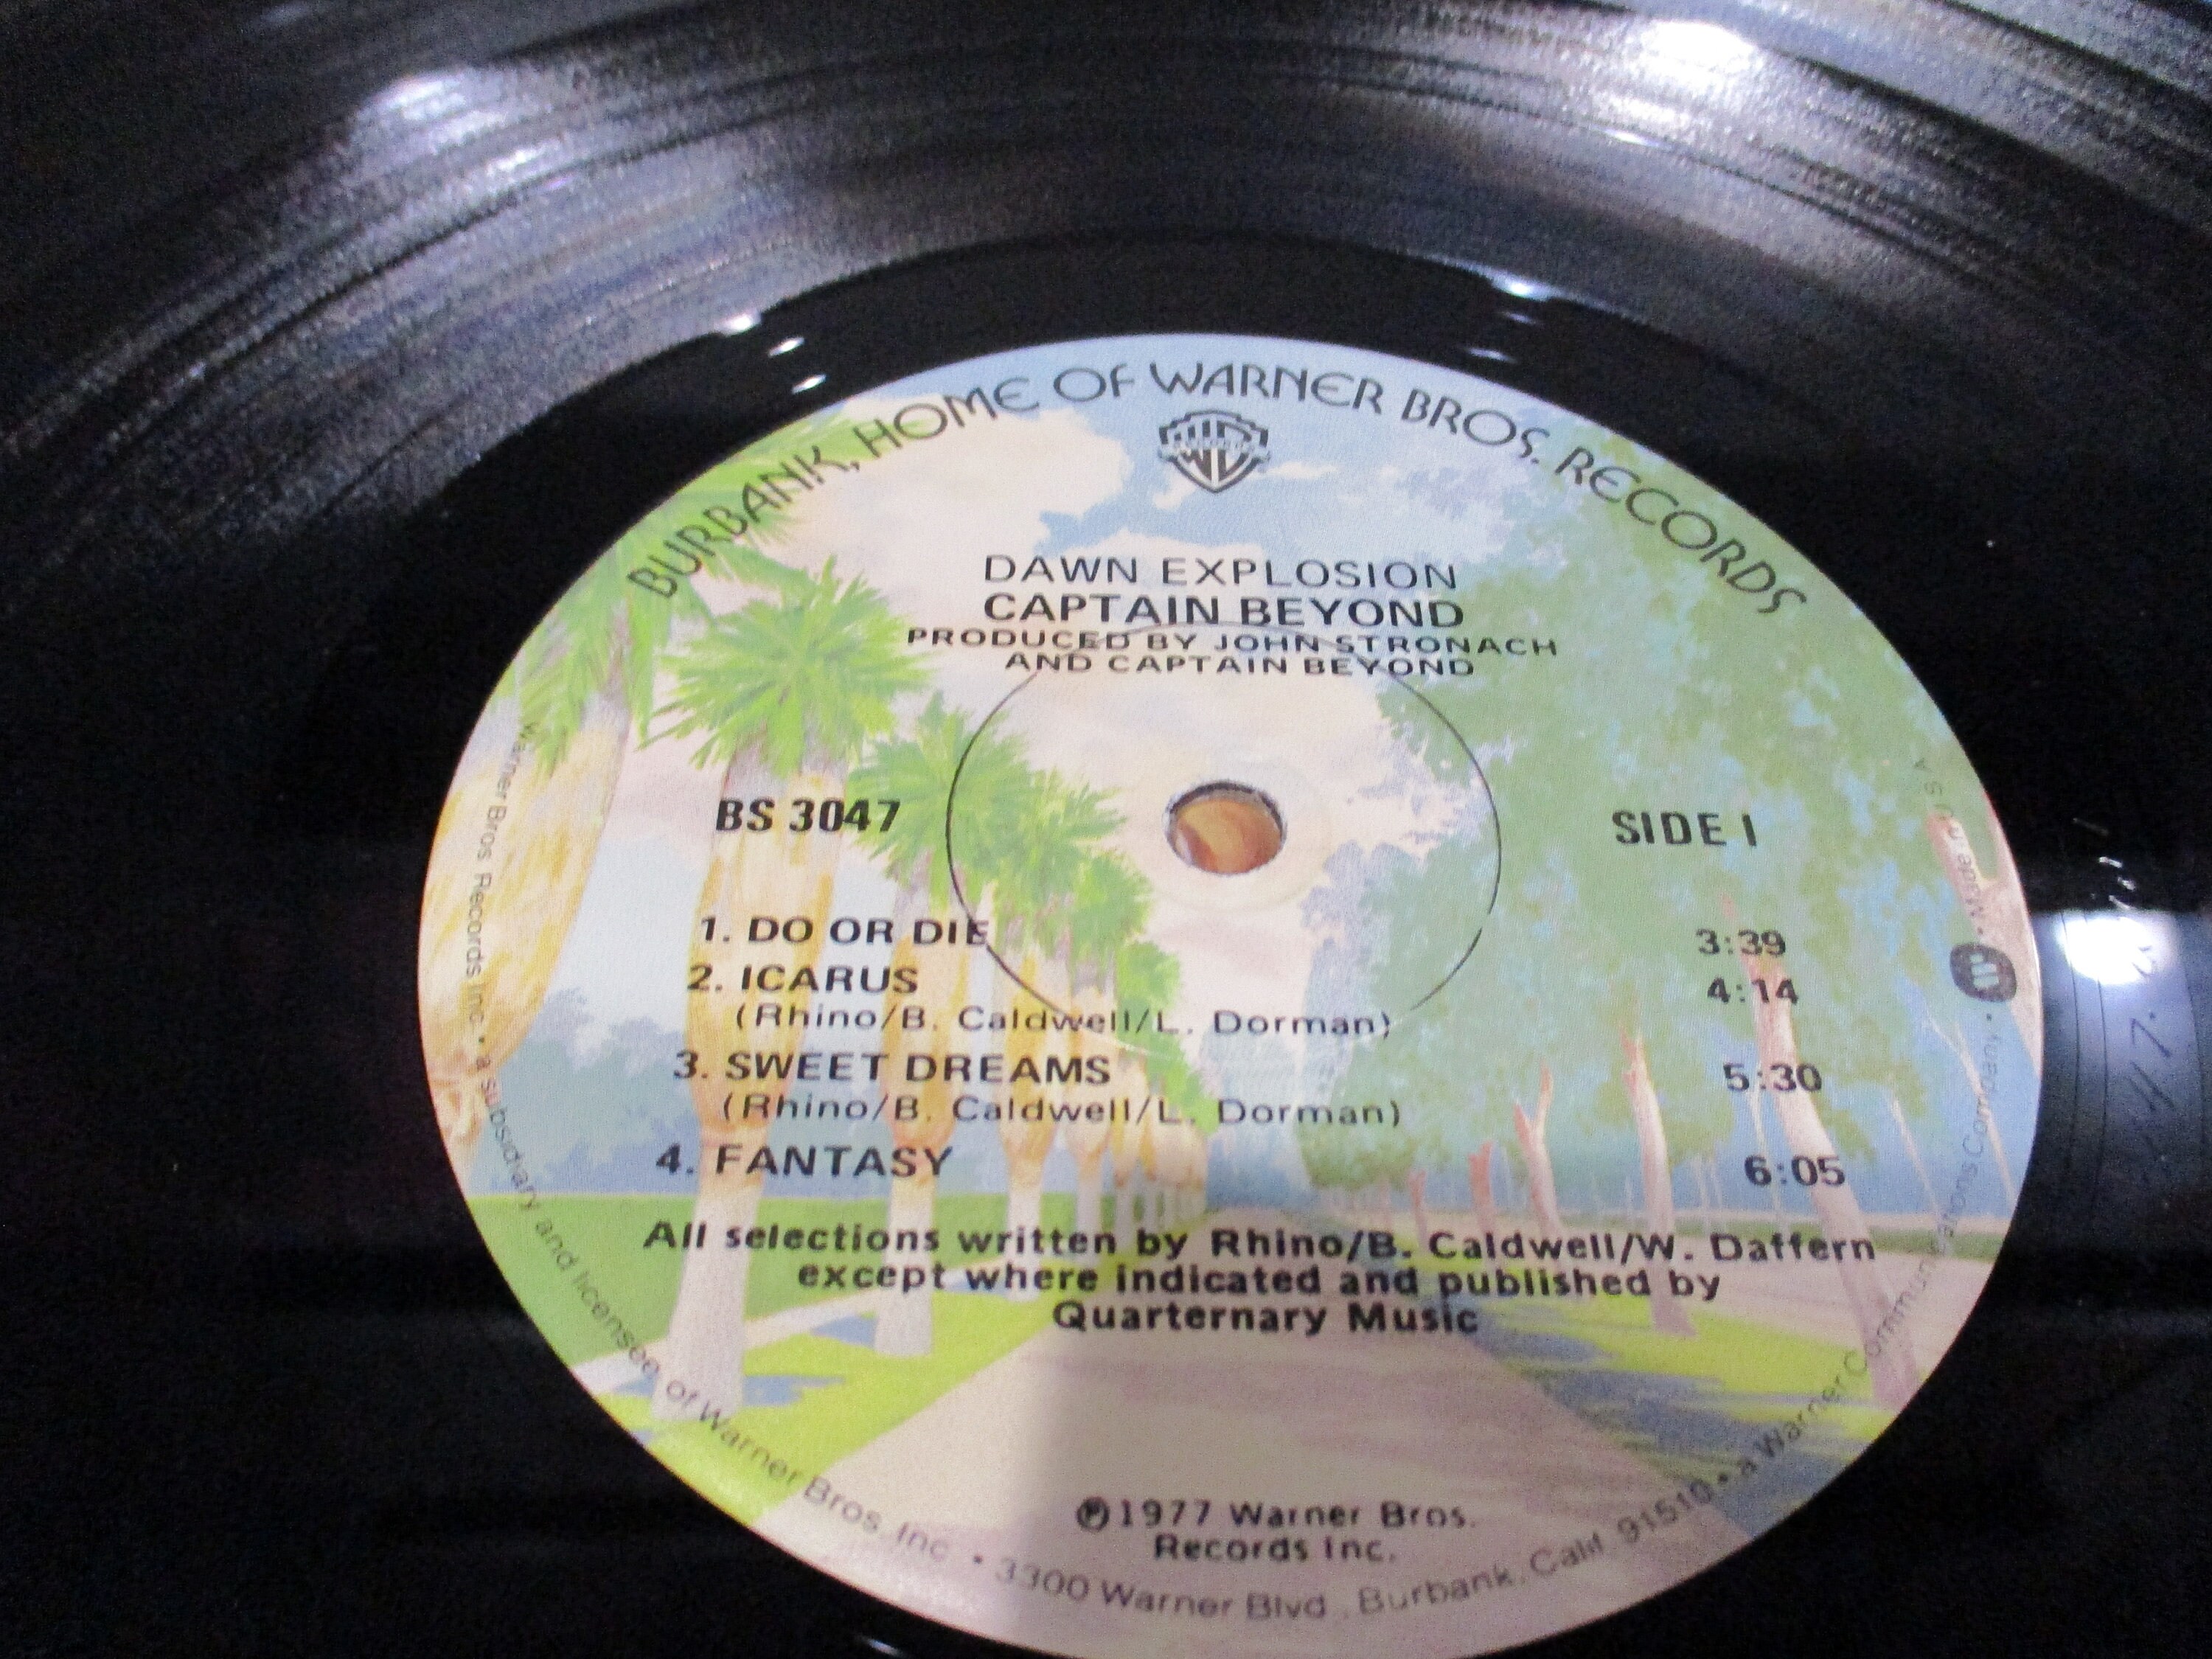 BURBANK, HOME OF WARNER BROS. RECORDS
DAWN EXPLOSION
CAPTAIN BEYOND
PRODUCED BY JOHN STRONACH
AND CAPTAIN BEYOND
BS 3047
SIDE 1
1. DO OR DIE 3:39
2. ICARUS 4:14
(Rhino/B. Caldwell/L. Dorman)
3. SWEET DREAMS 5:30
(Rhino/B. Caldwell/L. Dorman)
4. FANTASY 6:05
All selections written by Rhino/B. Caldwell/W. Daffern
except where indicated and published by
Quarternary Music
℗1977 Warner Bros.
Records Inc.
Warner Bros. Records Inc. • a subsidiary and licensee of Warner Bros. Inc. • 3300 Warner Blvd., Burbank, Calif. 91510 • a Warner Communications Company • Made in U.S.A.